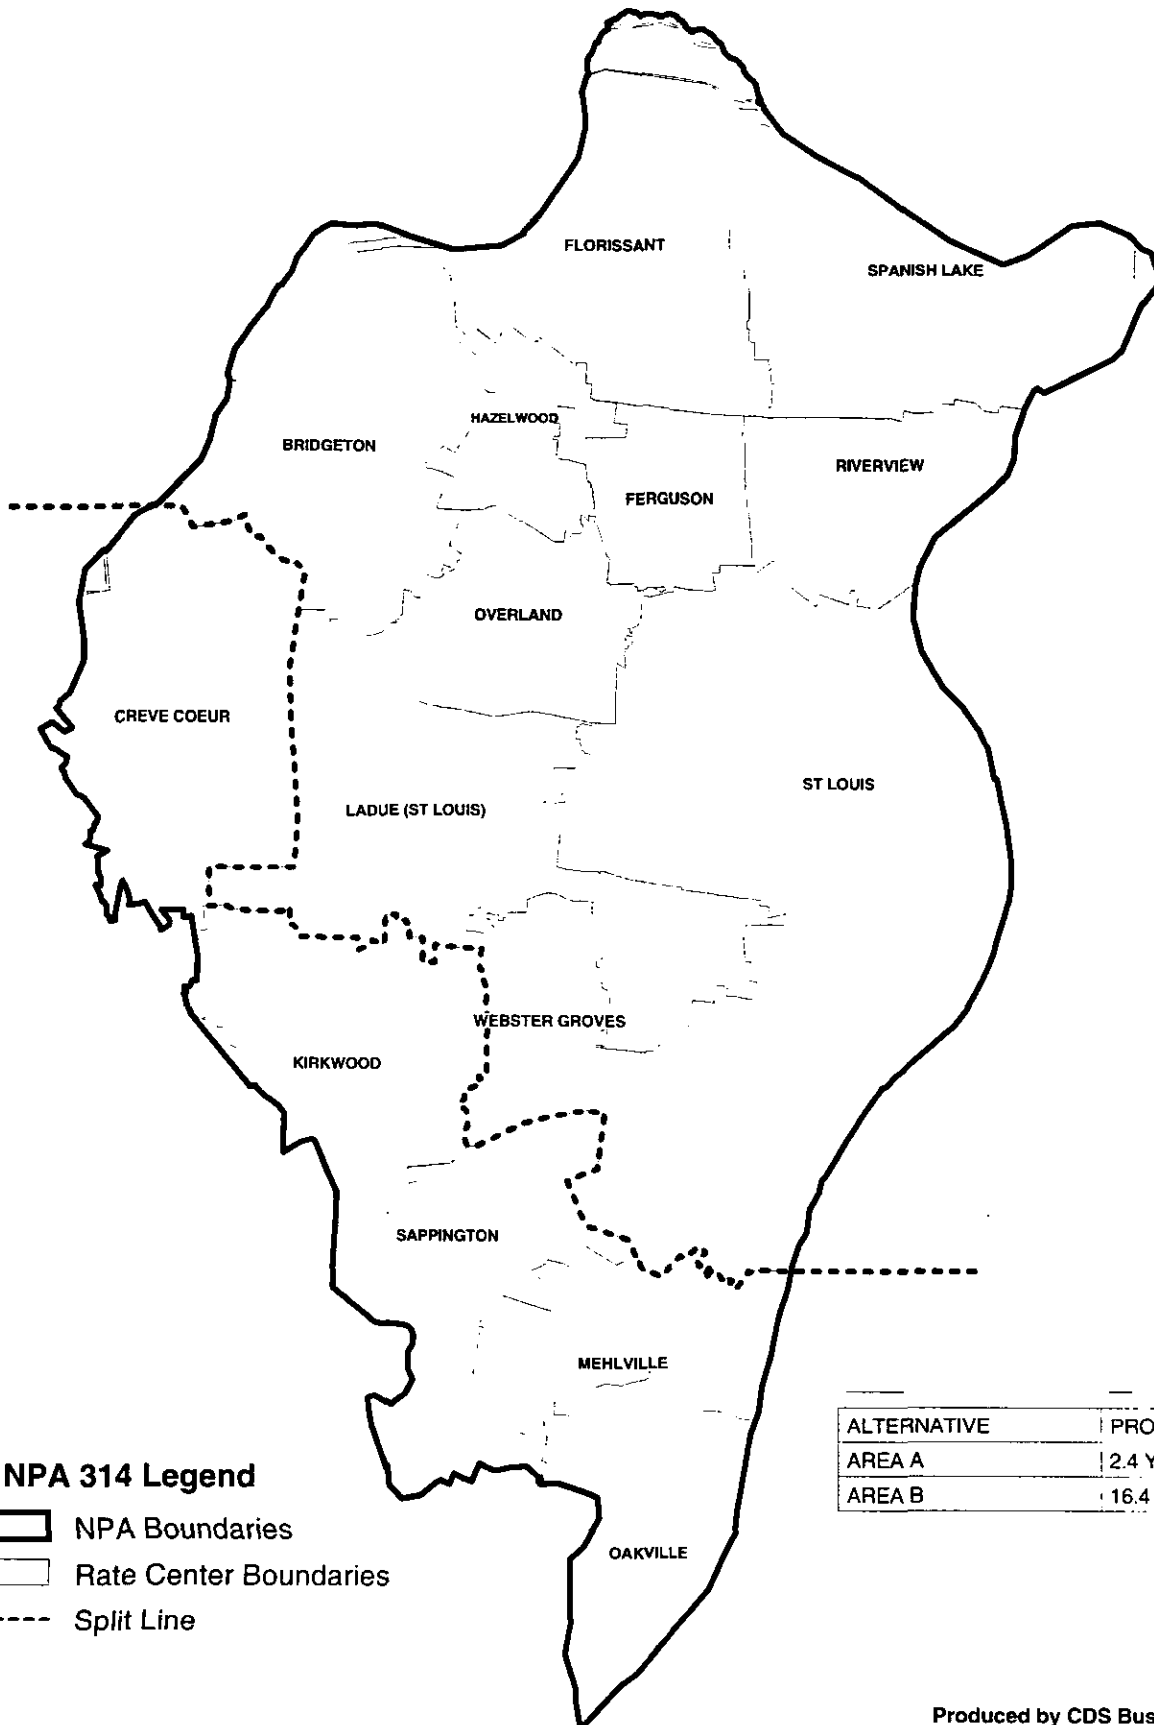 FLORISSANT
SPANISH LAKE
HAZELWOOD
BRIDGETON
RIVERVIEW
FERGUSON
OVERLAND
CREVE COEUR
ST LOUIS
LADUE (ST LOUIS)
WEBSTER GROVES
KIRKWOOD
SAPPINGTON
MEHLVILLE
ALTERNATIVE PRO
AREA A 2.4 Y
AREA B 16.4
NPA 314 Legend
NPA Boundaries
Rate Center Boundaries
Split Line
OAKVILLE
Produced by CDS Bus